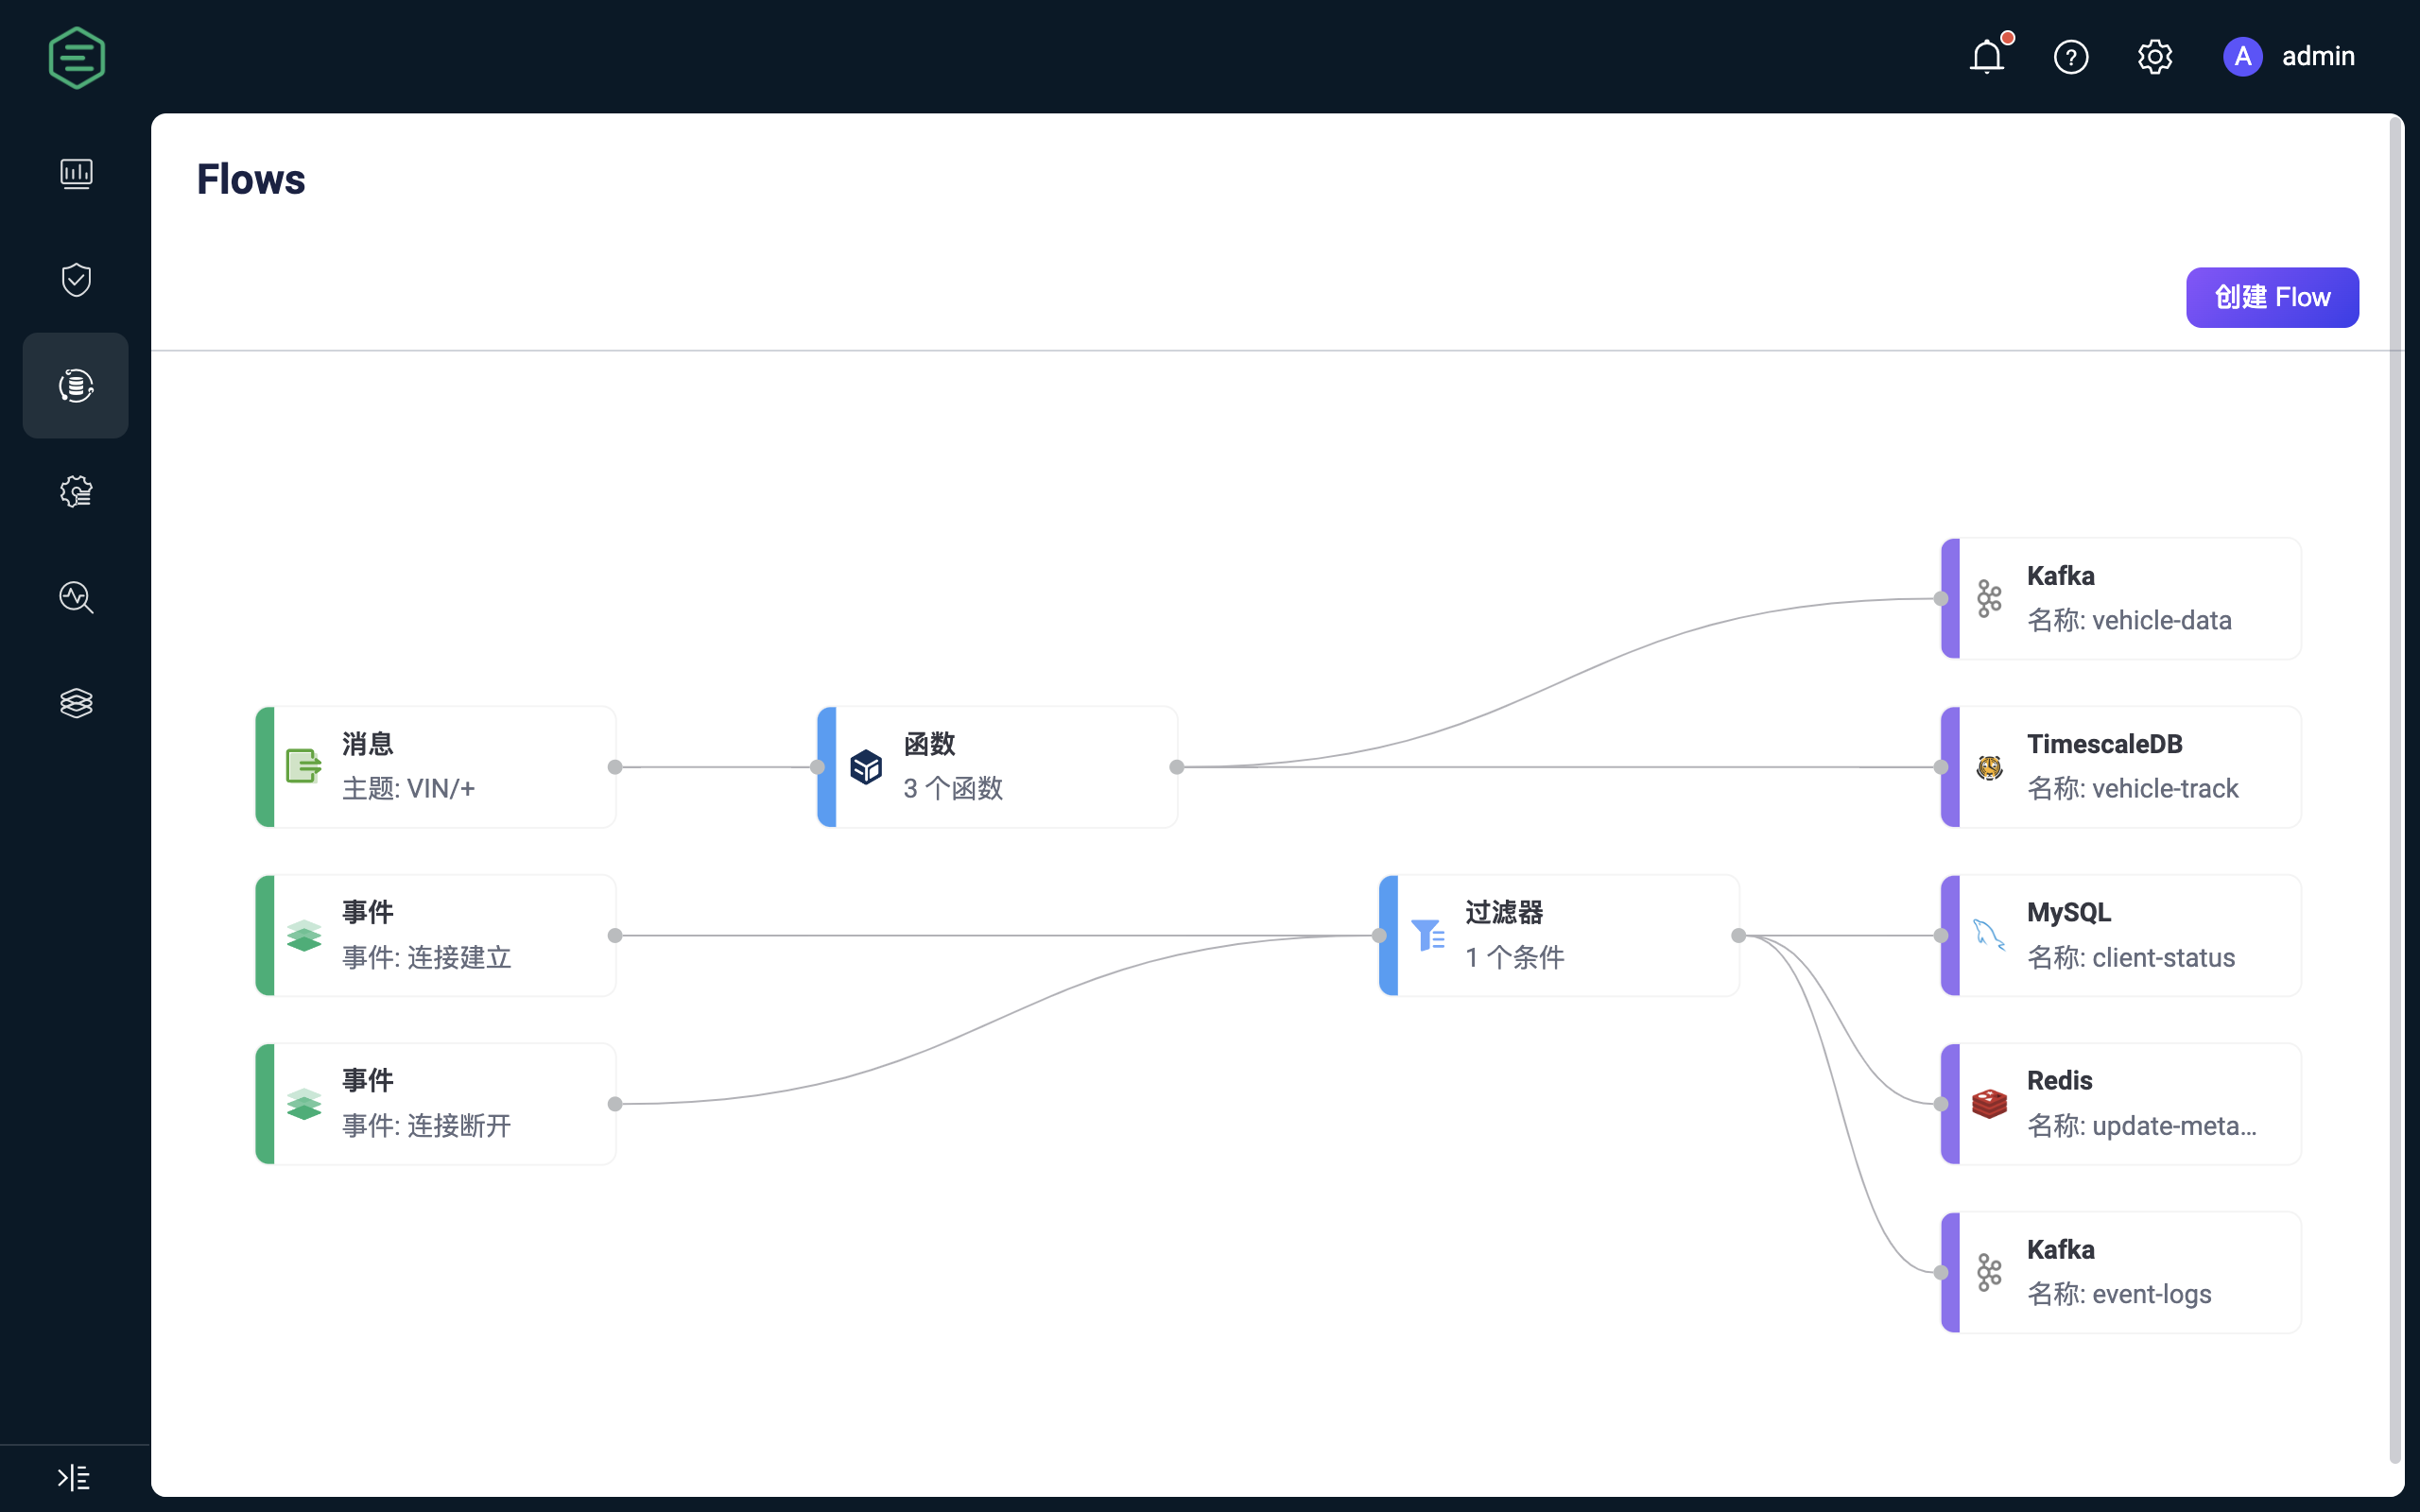 admin
Flows
创建 Flow
Kafka
名称: vehicle-data
消息
主题: VIN/+
函数
3 个函数
TimescaleDB
名称: vehicle-track
事件
事件: 连接建立
过滤器
1 个条件
MySQL
名称: client-status
事件
事件: 连接断开
Redis
名称: update-meta...
Kafka
名称: event-logs